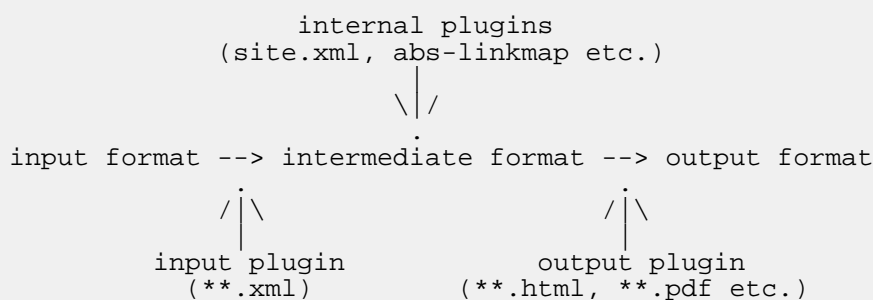 internal plugins
(site.xml, abs-linkmap etc.)
|
\|/
.
input format --> intermediate format --> output format
. .
/|\ /|\
| |
input plugin output plugin
(**.xml) (**.html, **.pdf etc.)